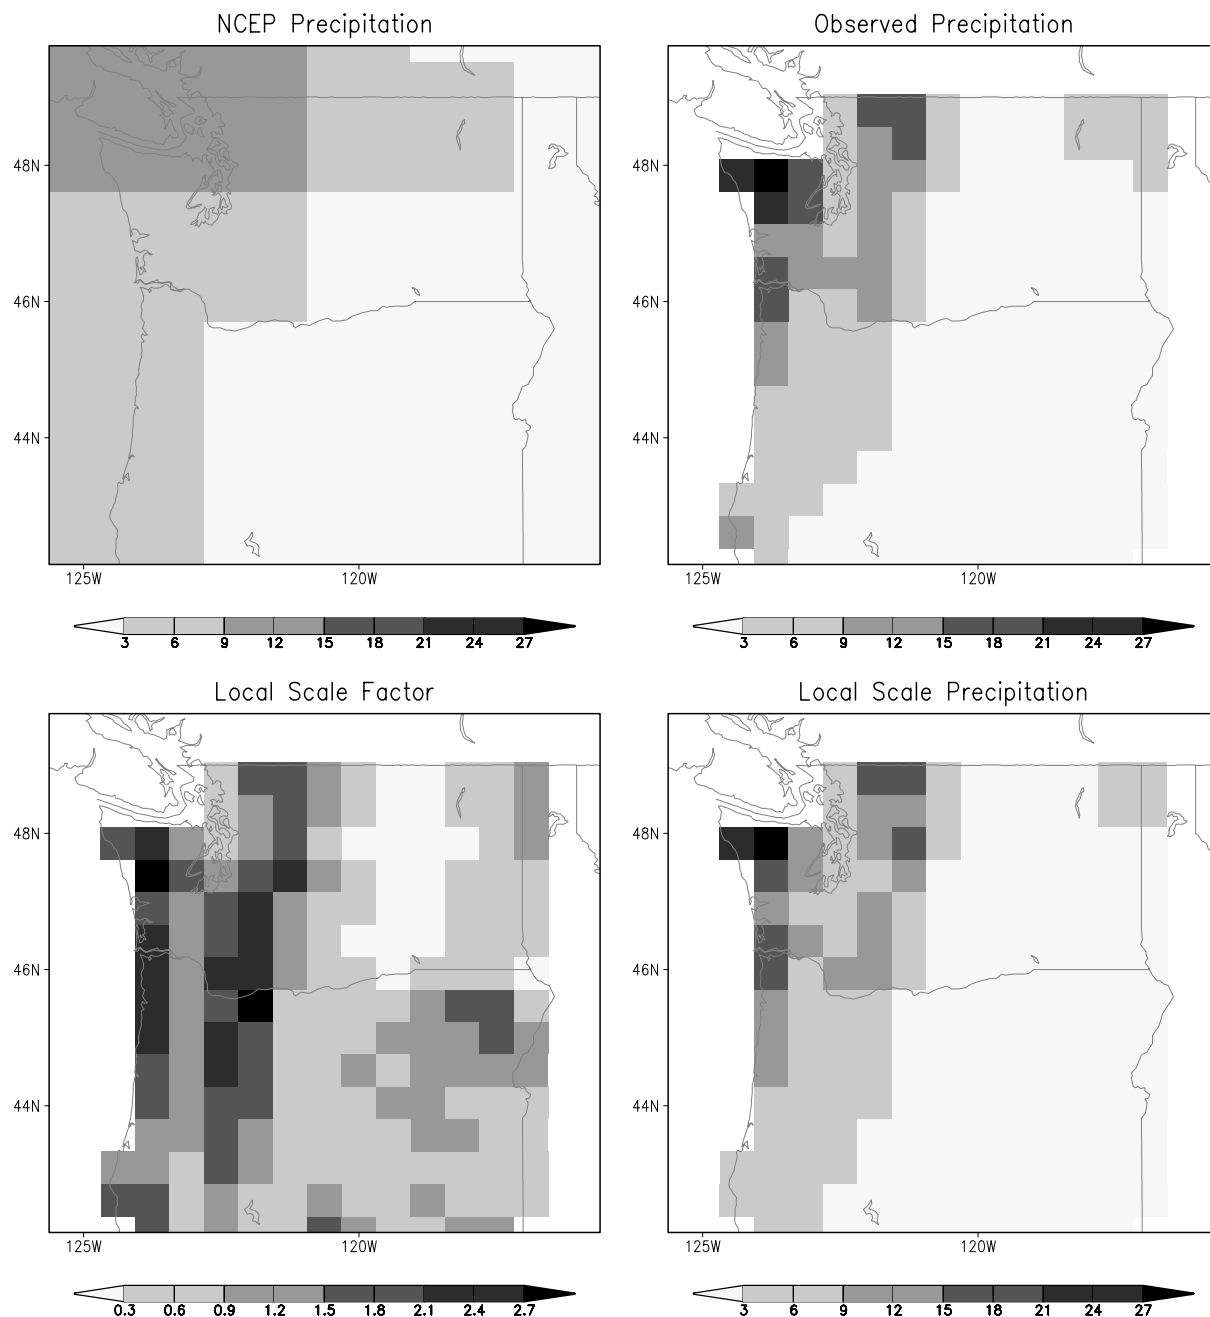 NCEP Precipitation
Observed Precipitation
48N
46N
44N
125W 120W
3 6 9 12 15 18 21 24 27
48N
46N
44N
125W 120W
3 6 9 12 15 18 21 24 27
Local Scale Factor
Local Scale Precipitation
48N
46N
44N
125W 120W
0.3 0.6 0.9 1.2 1.5 1.8 2.1 2.4 2.7
48N
46N
44N
125W 120W
3 6 9 12 15 18 21 24 27